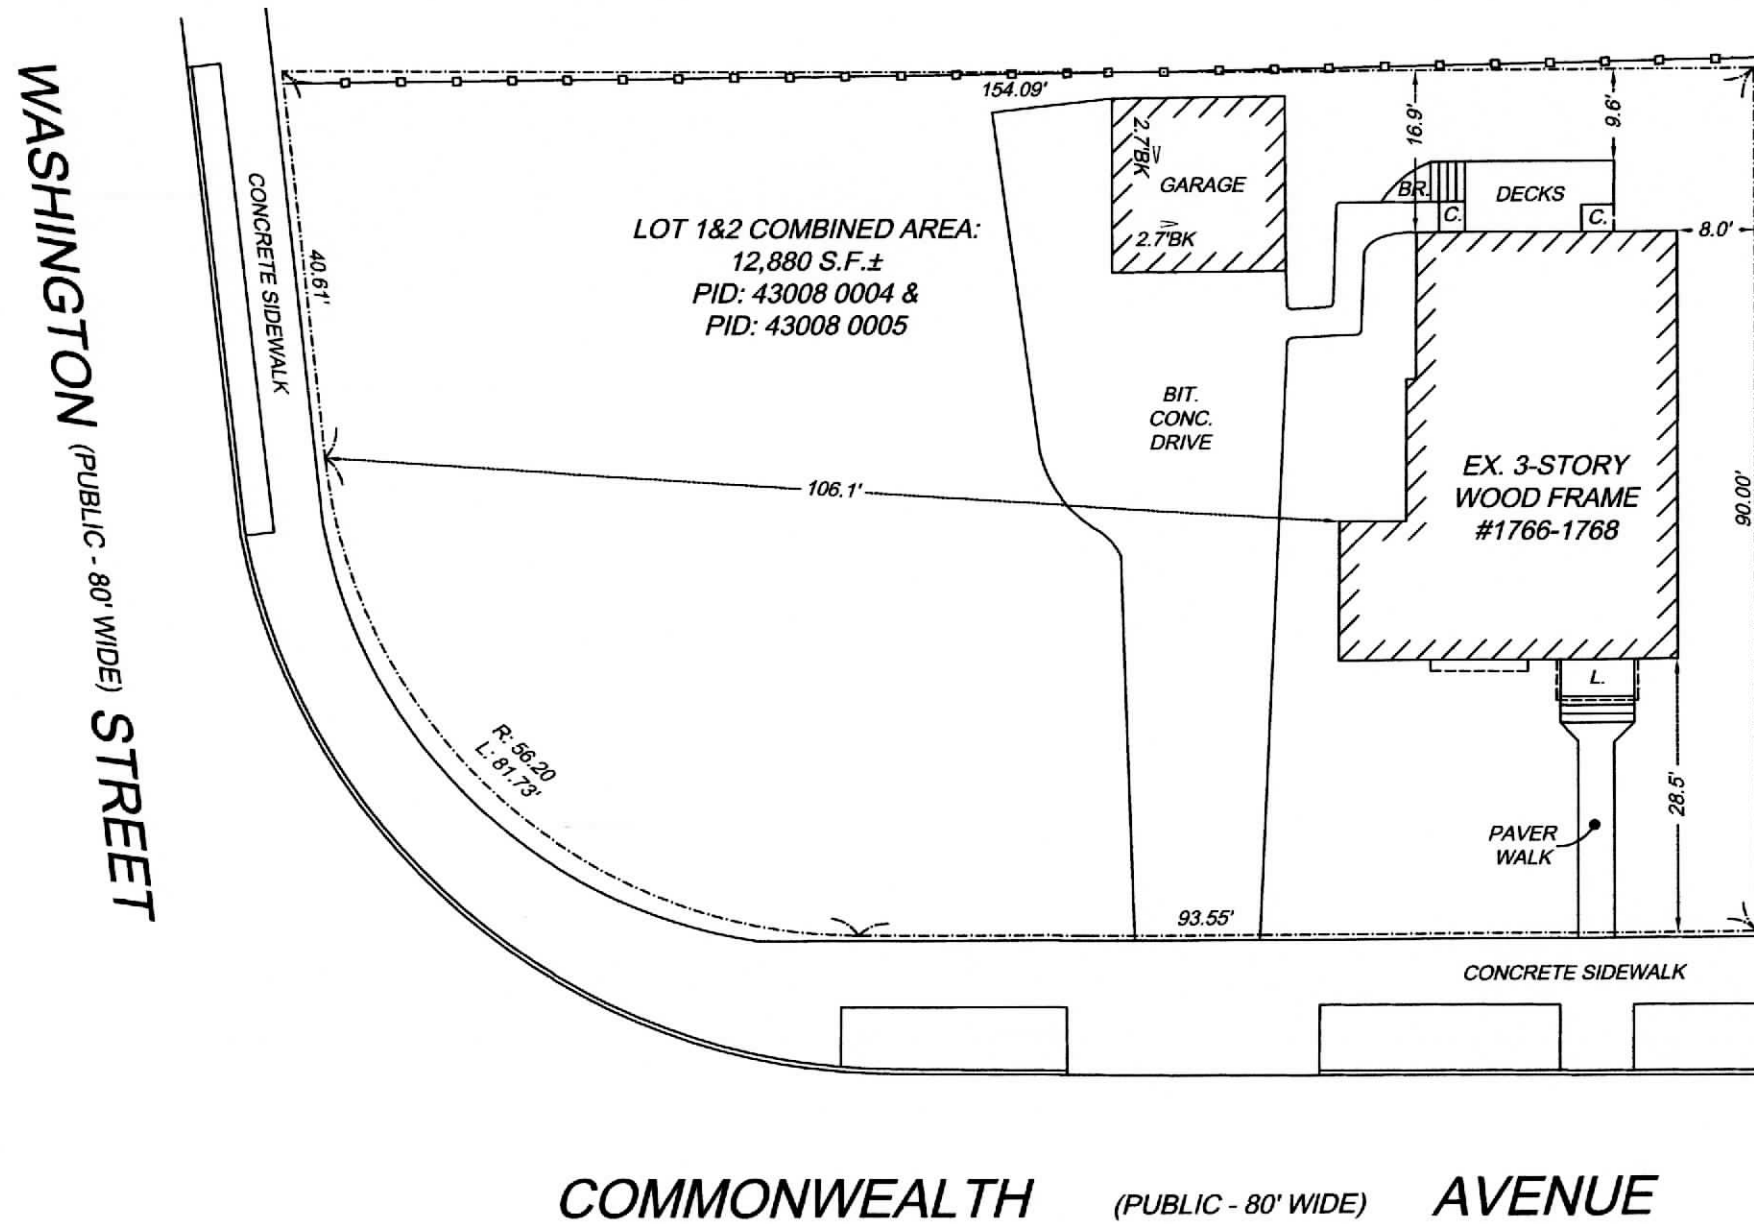 WASHINGTON (PUBLIC - 80' WIDE) STREET
CONCRETE SIDEWALK
40.61'
154.09'
LOT 1&2 COMBINED AREA:
12,880 S.F.±
PID: 43008 0004 &
PID: 43008 0005
2.7'BK
GARAGE
2.7'BK
16.9'
9.6'
BR.
C.
DECKS
C.
8.0'
BIT.
CONC.
DRIVE
106.1'
EX. 3-STORY
WOOD FRAME
#1766-1768
90.00'
L.
R: 56.20
L: 81.73'
28.5'
PAVER
WALK
93.55'
CONCRETE SIDEWALK
COMMONWEALTH (PUBLIC - 80' WIDE) AVENUE